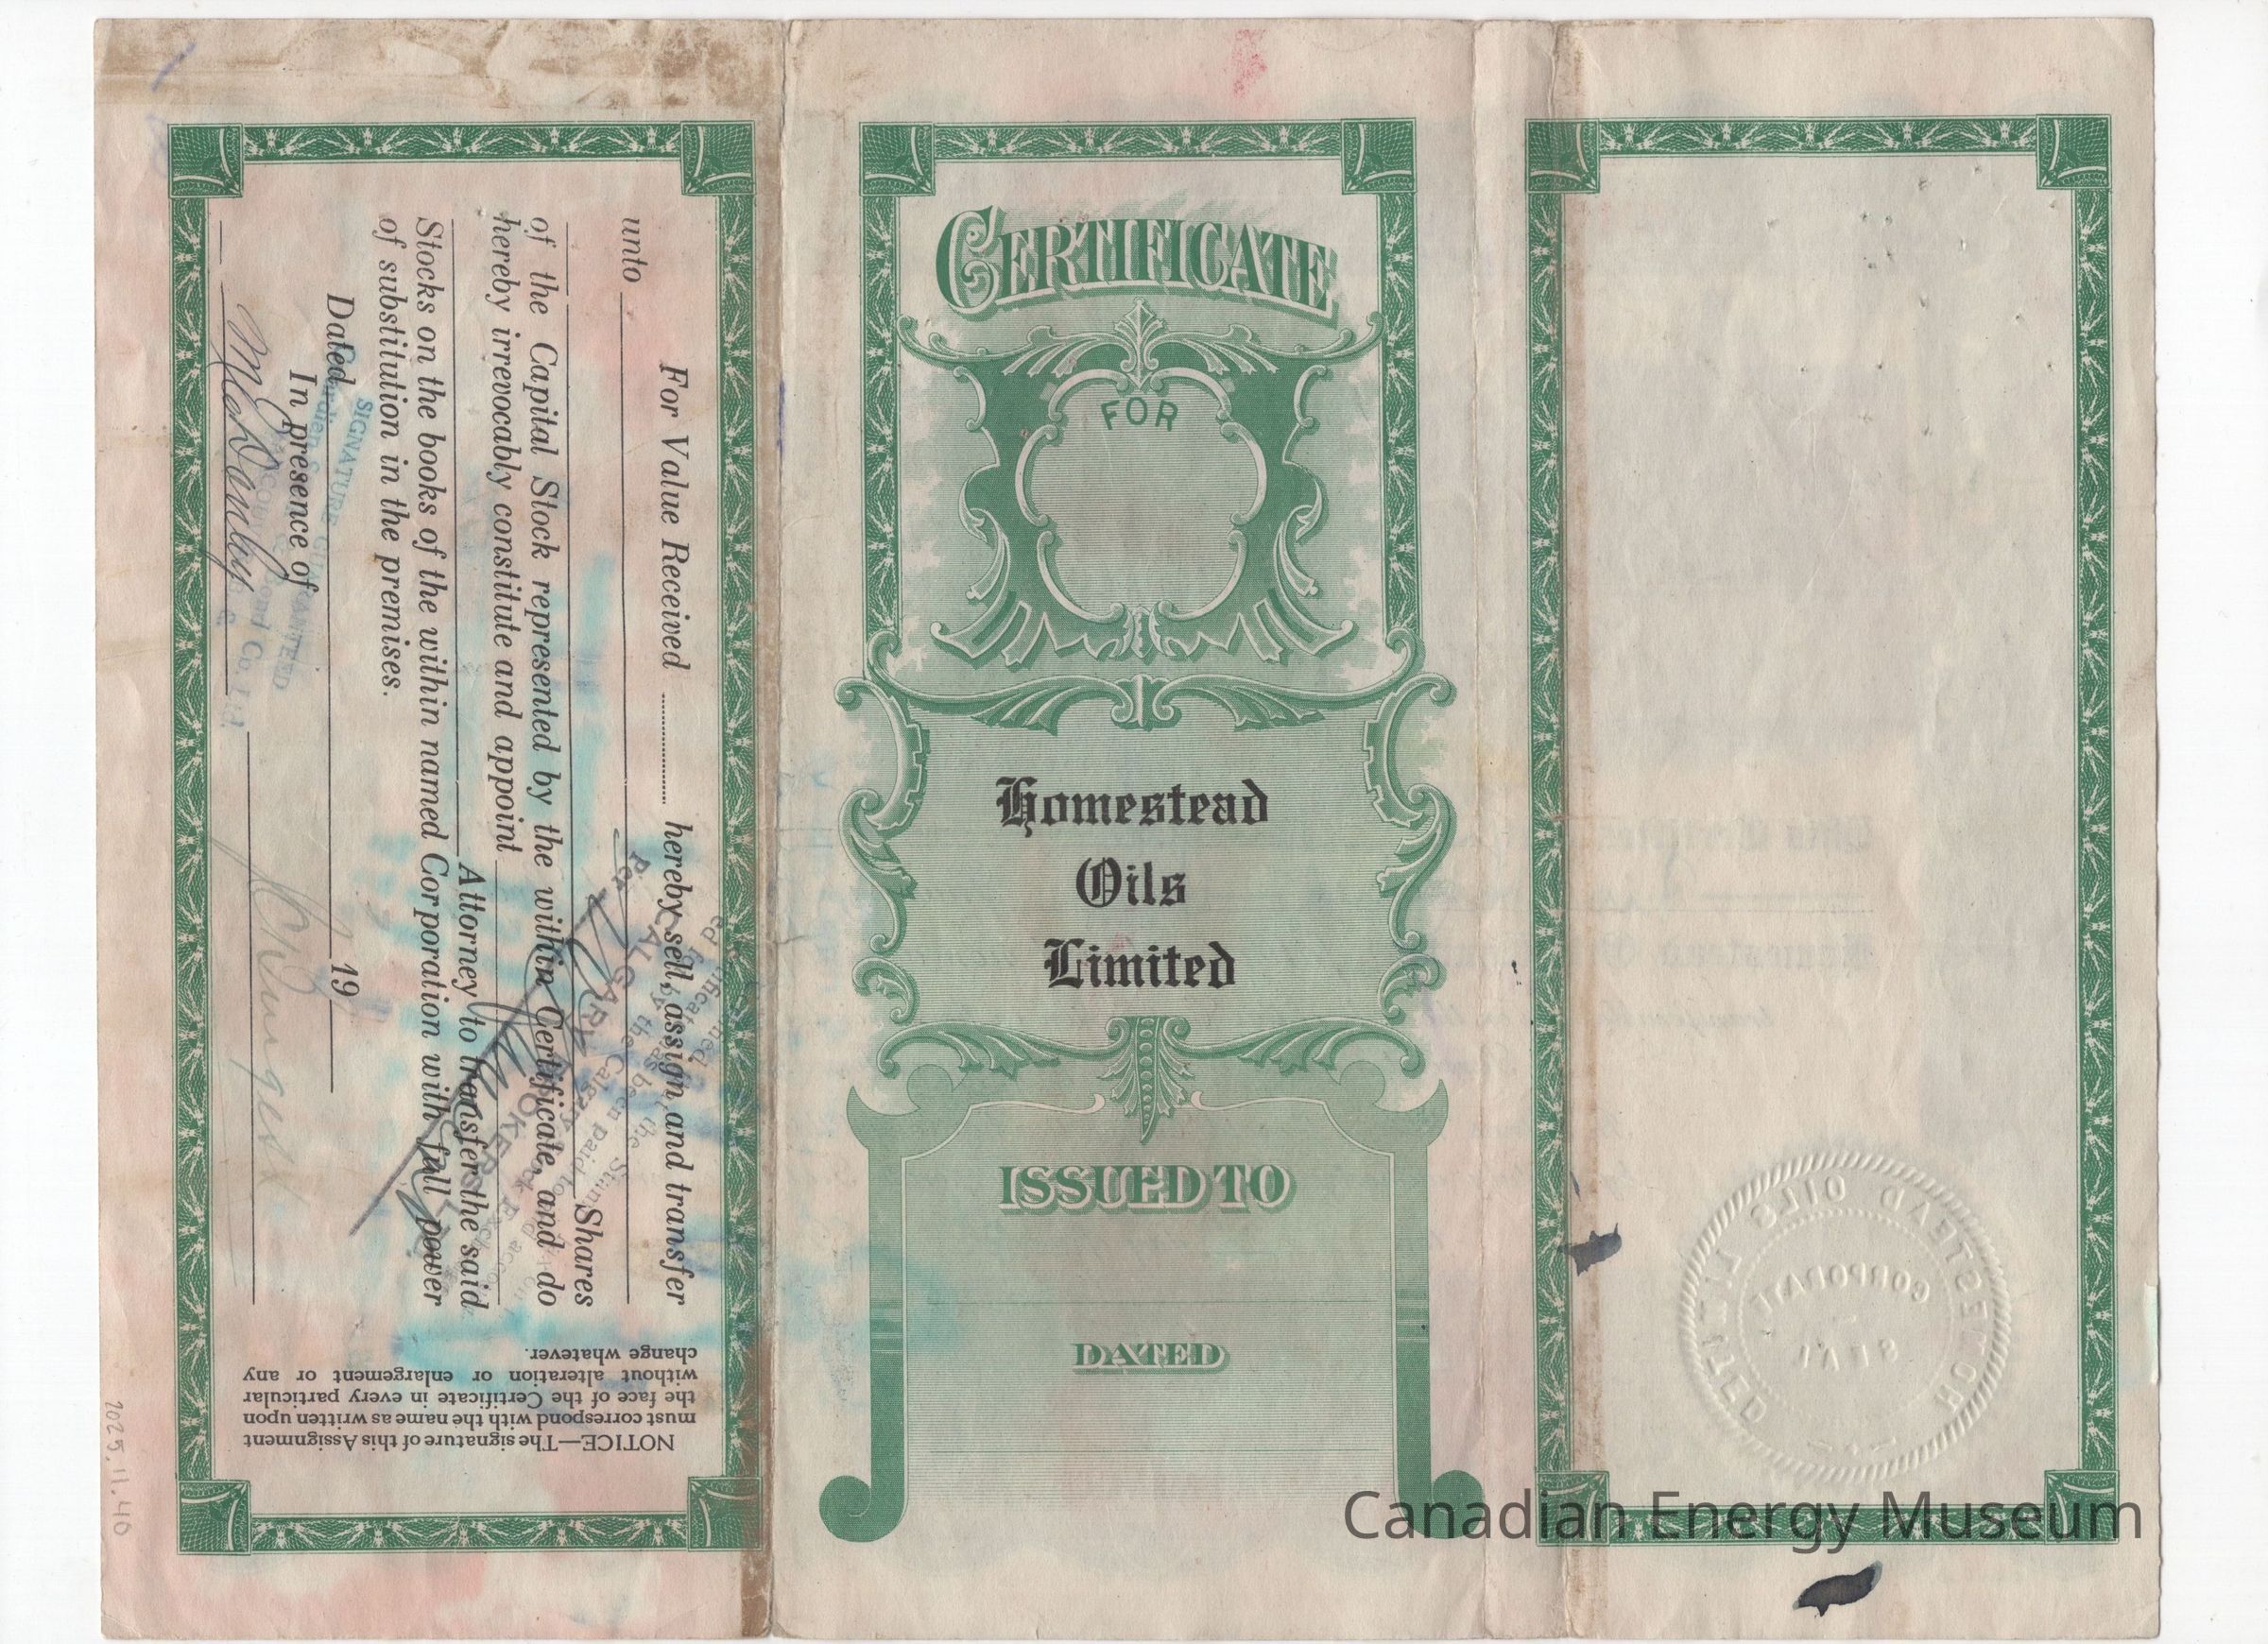 For Value Received ............ hereby sell, assign and transfer
unto
Shares
of the Capital Stock represented by the within Certificate, and do
hereby irrevocably constitute and appoint
Attorney to transfer the said
Stocks on the books of the within named Corporation with full power
of substitution in the premises.
Dated 19
In presence of
SIGNATURE GUARANTEED
NOTICE—The signature of this Assignment
must correspond with the name as written upon
the face of the Certificate in every particular
without alteration or enlargement or any
change whatever.
2025.11.40
CERTIFICATE
FOR
Homestead
Oils
Limited
ISSUED TO
DATED
HOMESTEAD OILS LIMITED
CORPORATE
SEAL
Canadian Energy Museum